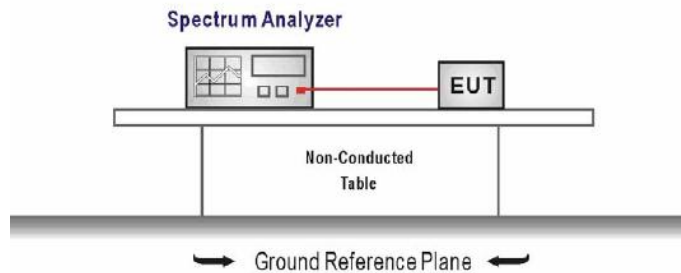 Spectrum Analyzer
EUT
Non-Conducted
Table
Ground Reference Plane